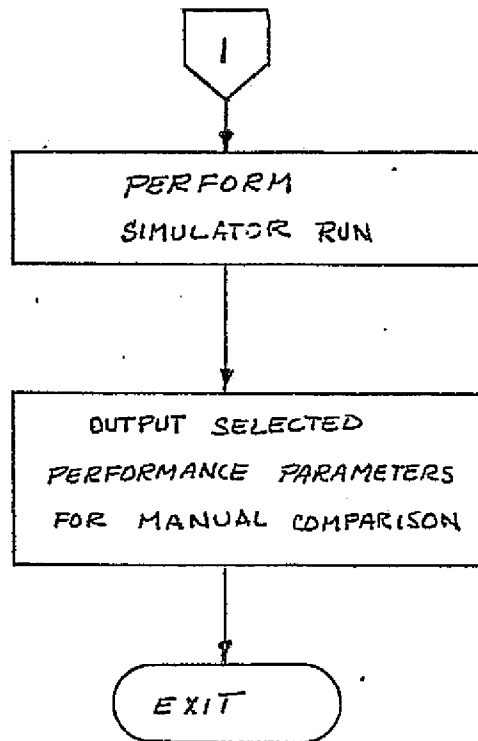 1
PERFORM
SIMULATOR RUN
OUTPUT SELECTED
PERFORMANCE PARAMETERS
FOR MANUAL COMPARISON
EXIT